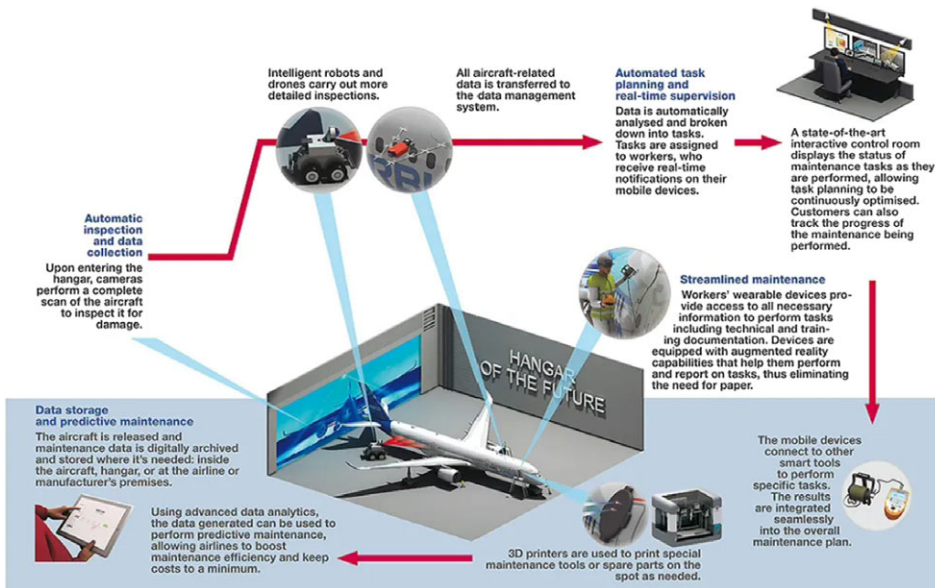 Intelligent robots and
drones carry out more
detailed inspections.
All aircraft-related
data is transferred to
the data management
system.
Automated task
planning and
real-time supervision
Data is automatically
analysed and broken
down into tasks.
Tasks are assigned
to workers, who
receive real-time
notifications on their
mobile devices.
A state-of-the-art
interactive control room
displays the status of
maintenance tasks as they
are performed, allowing
task planning to be
continuously optimised.
Customers can also
track the progress of
the maintenance being
performed.
Automatic
inspection
and data
collection
Upon entering the
hangar, cameras
perform a complete
scan of the aircraft
to inspect it for
damage.
RBU
Streamlined maintenance
Workers' wearable devices pro-
vide access to all necessary
information to perform tasks
including technical and train-
ing documentation. Devices are
equipped with augmented reality
capabilities that help them perform
and report on tasks, thus eliminating
the need for paper.
HANGAR
OF THE FUTURE
Data storage
and predictive maintenance
The aircraft is released and
maintenance data is digitally archived
and stored where it's needed: inside
the aircraft, hangar, or at the airline or
manufacturer's premises.
Using advanced data analytics,
the data generated can be used
to perform predictive maintenance,
allowing airlines to boost
maintenance efficiency and keep
costs to a minimum.
The mobile devices
connect to other
smart tools
to perform
specific tasks.
The results
are integrated
seamlessly
into the overall
maintenance plan.
3D printers are used to print special
maintenance tools or spare parts on the
spot as needed.